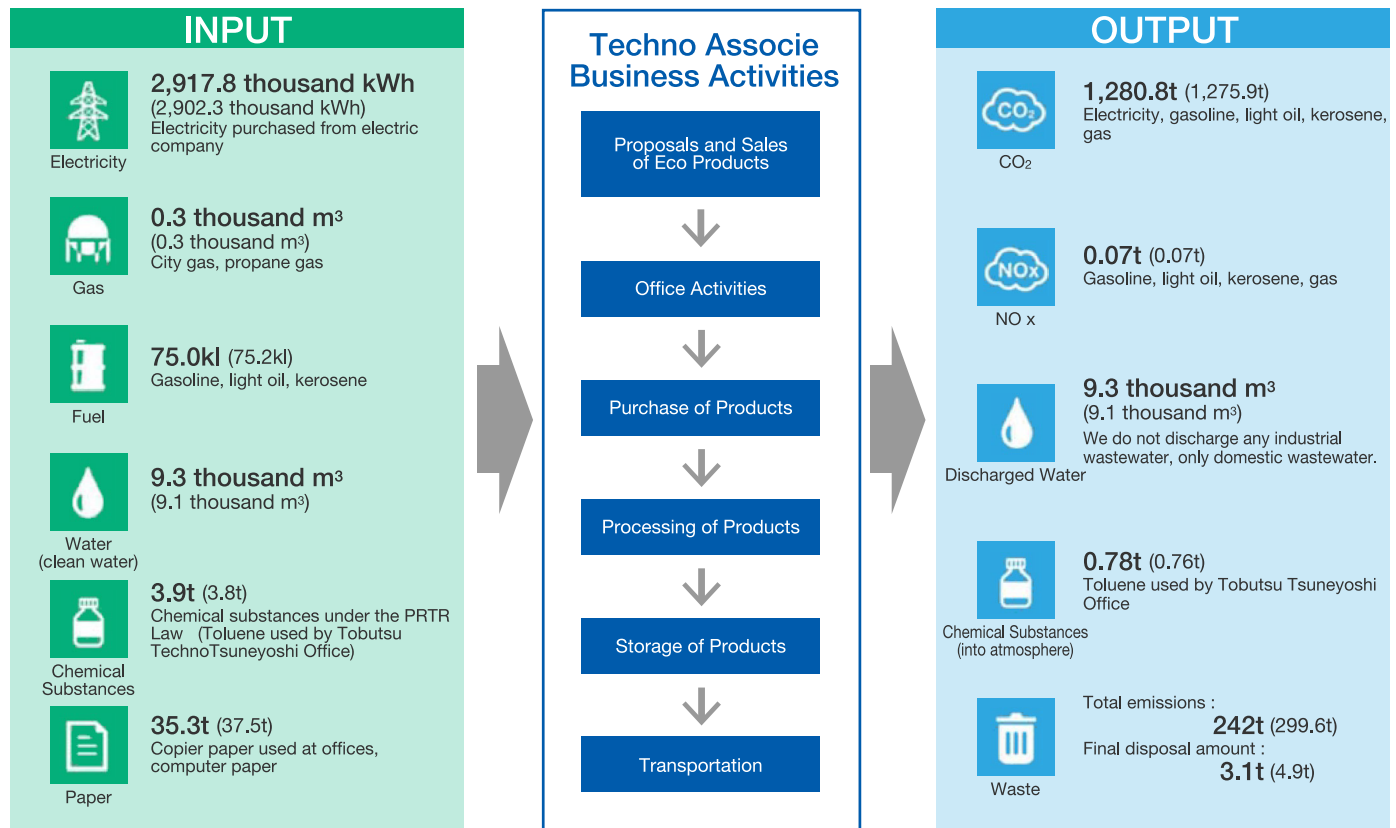 INPUT
2,917.8 thousand kWh
(2,902.3 thousand kWh)
Electricity purchased from electric
company
Electricity
0.3 thousand m³
(0.3 thousand m³)
City gas, propane gas
Gas
75.0kl (75.2kl)
Gasoline, light oil, kerosene
Fuel
9.3 thousand m³
(9.1 thousand m³)
Water
(clean water)
3.9t (3.8t)
Chemical substances under the PRTR
Law (Toluene used by Tobutsu
TechnoTsuneyoshi Office)
Chemical
Substances
35.3t (37.5t)
Copier paper used at offices,
computer paper
Paper
Techno Associe
Business Activities
Proposals and Sales
of Eco Products
Office Activities
Purchase of Products
Processing of Products
Storage of Products
Transportation
OUTPUT
CO₂
1,280.8t (1,275.9t)
Electricity, gasoline, light oil, kerosene,
gas
CO₂
NOx
0.07t (0.07t)
Gasoline, light oil, kerosene, gas
NO x
9.3 thousand m³
(9.1 thousand m³)
We do not discharge any industrial
wastewater, only domestic wastewater.
Discharged Water
0.78t (0.76t)
Toluene used by Tobutsu Tsuneyoshi
Office
Chemical Substances
(into atmosphere)
Total emissions :
242t (299.6t)
Final disposal amount :
3.1t (4.9t)
Waste